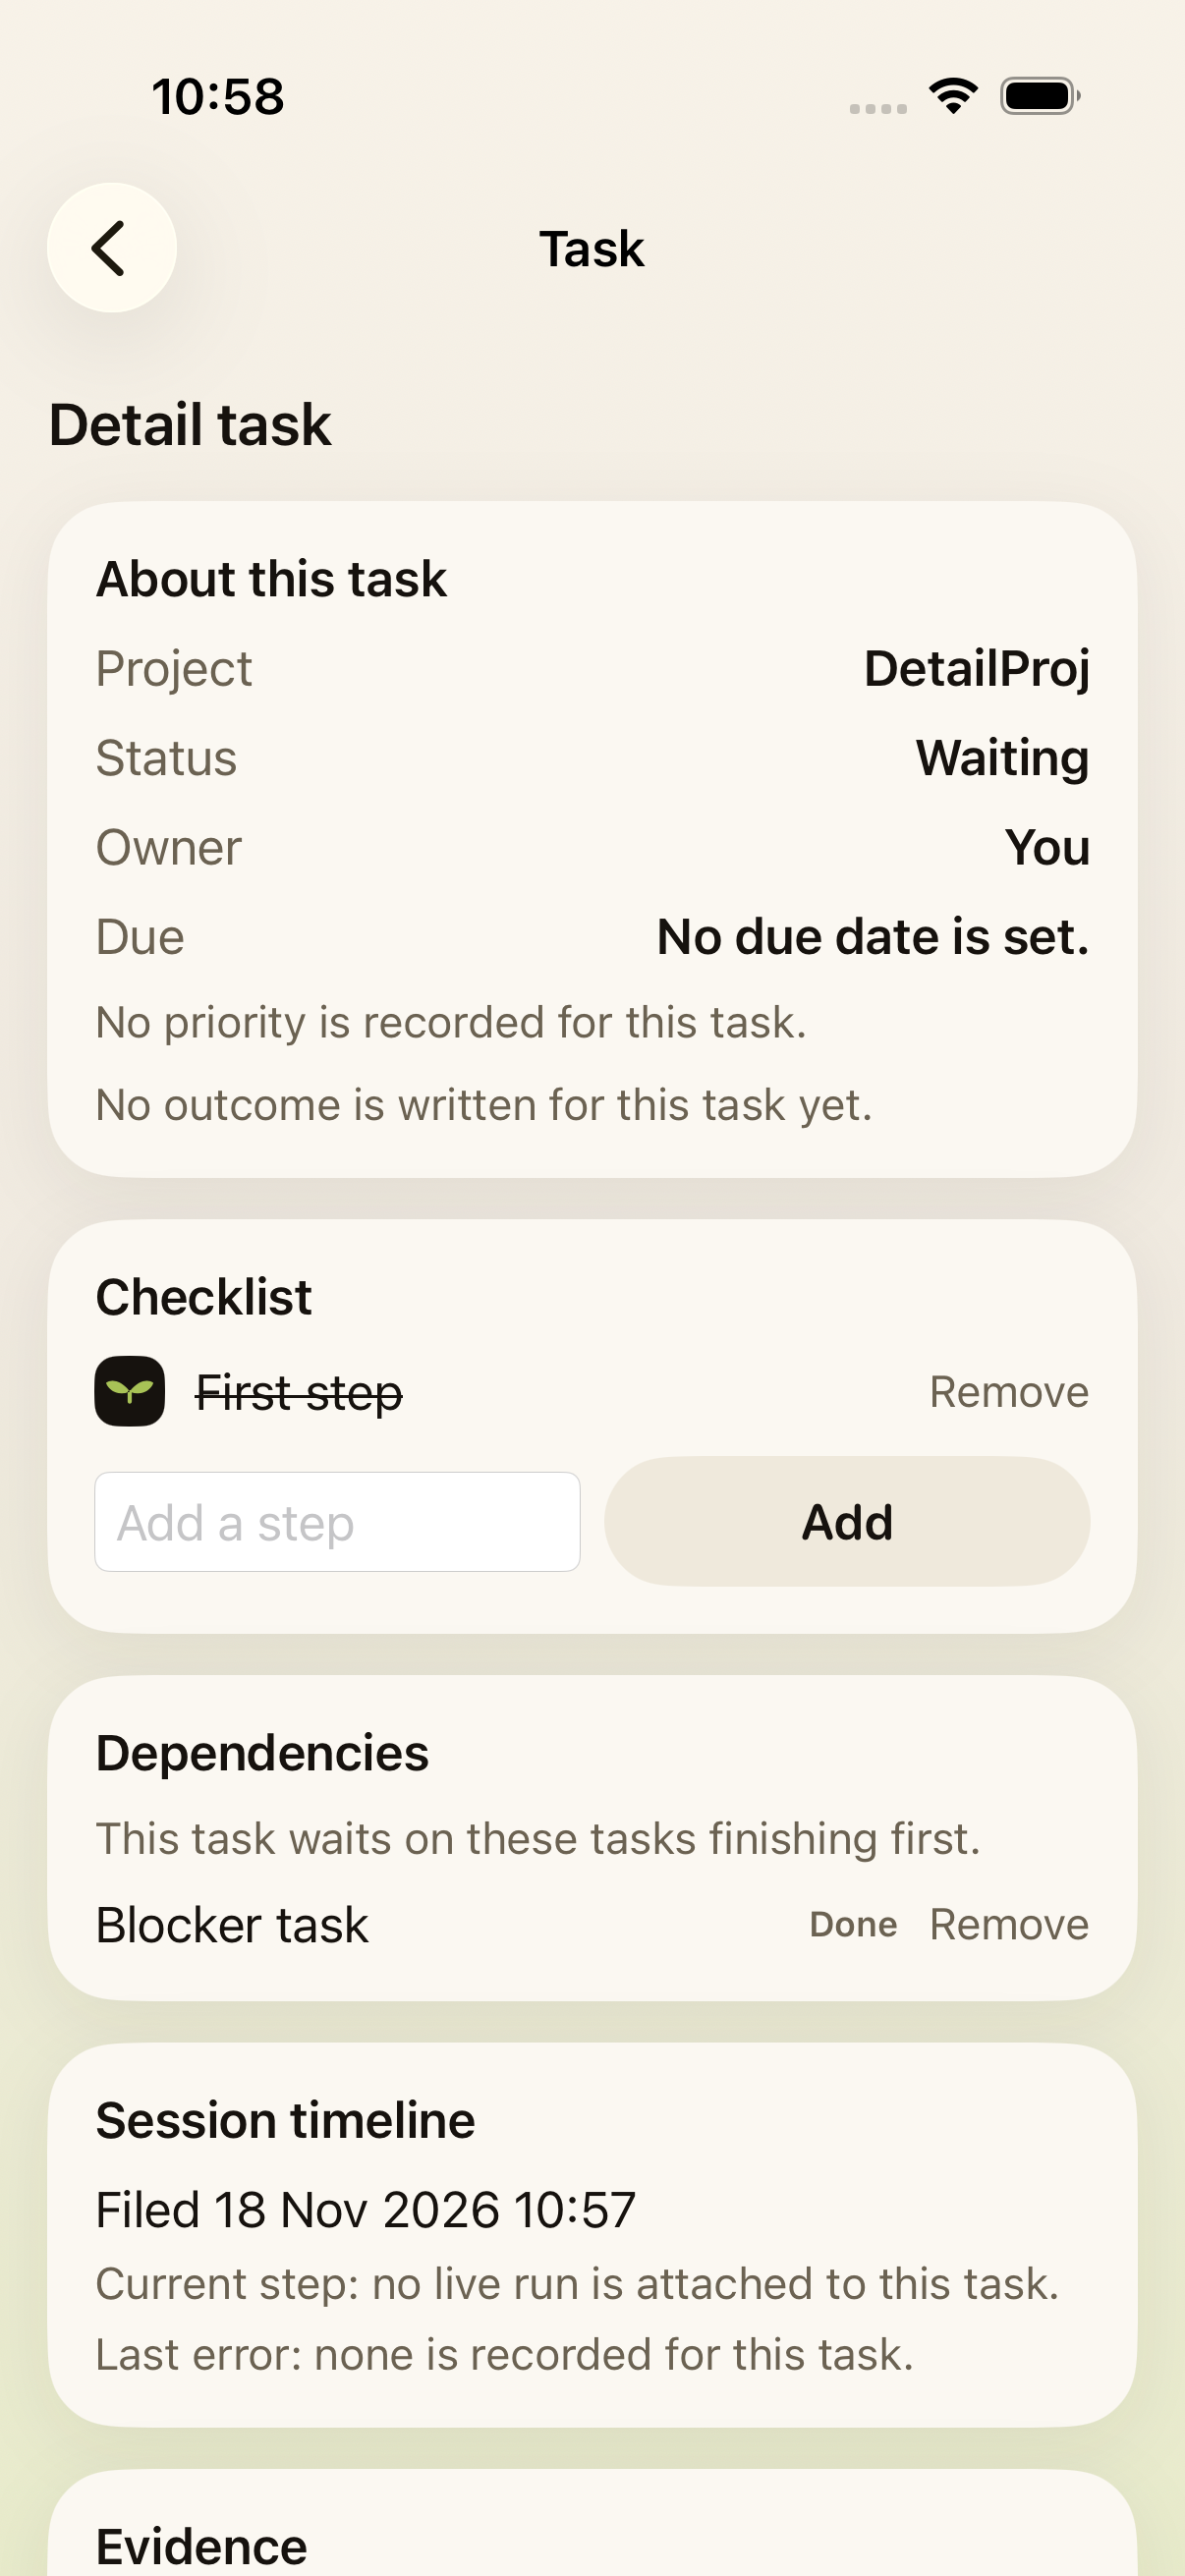 10:58
Task
Detail task
About this task
Project DetailProj
Status Waiting
Owner You
Due No due date is set.
No priority is recorded for this task.
No outcome is written for this task yet.
Checklist
First step Remove
Add a step Add
Dependencies
This task waits on these tasks finishing first.
Blocker task Done Remove
Session timeline
Filed 18 Nov 2026 10:57
Current step: no live run is attached to this task.
Last error: none is recorded for this task.
Evidence